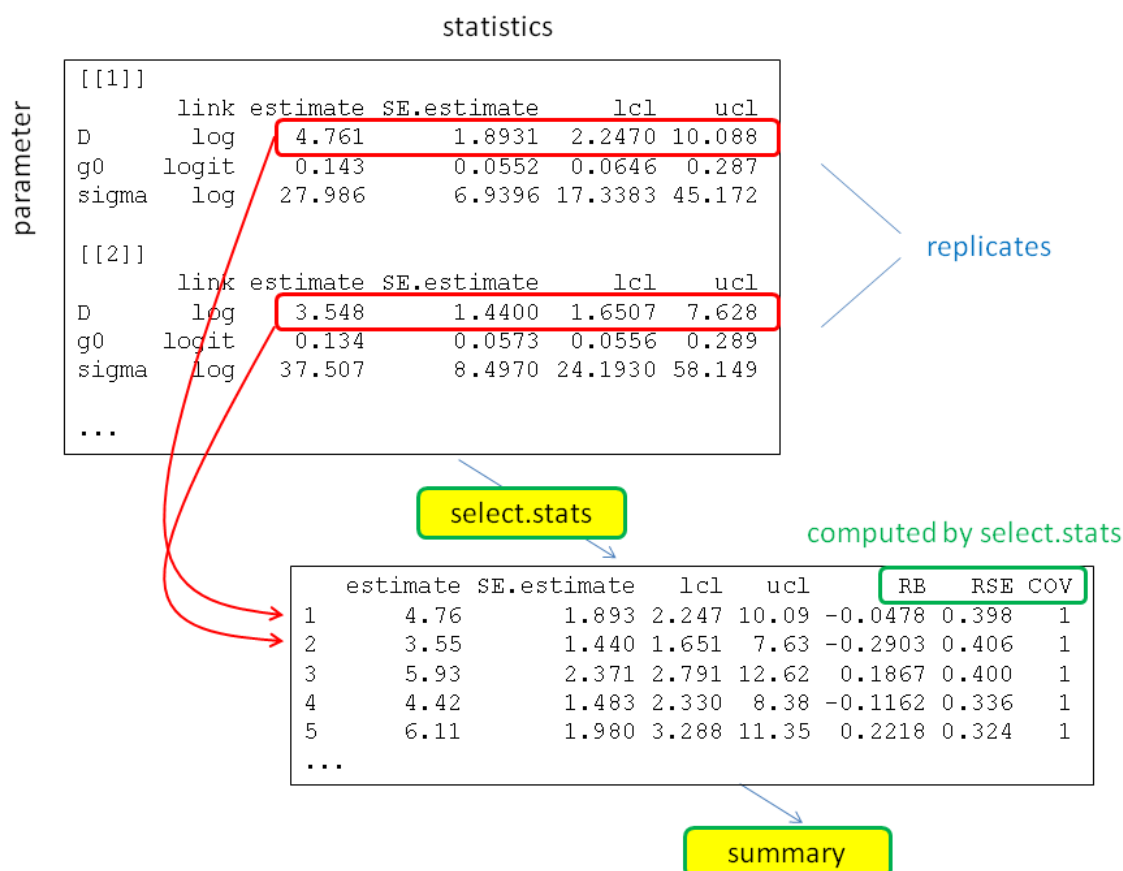 statistics
parameter
[[1]]
link estimate SE.estimate lcl ucl
D log 4.761 1.8931 2.2470 10.088
g0 logit 0.143 0.0552 0.0646 0.287
sigma log 27.986 6.9396 17.3383 45.172
replicates
[[2]]
link estimate SE.estimate lcl ucl
D log 3.548 1.4400 1.6507 7.628
g0 logit 0.134 0.0573 0.0556 0.289
sigma log 37.507 8.4970 24.1930 58.149
...
select.stats
computed by select.stats
estimate SE.estimate lcl ucl RB RSE COV
1 4.76 1.893 2.247 10.09 -0.0478 0.398 1
2 3.55 1.440 1.651 7.63 -0.2903 0.406 1
3 5.93 2.371 2.791 12.62 0.1867 0.400 1
4 4.42 1.483 2.330 8.38 -0.1162 0.336 1
5 6.11 1.980 3.288 11.35 0.2218 0.324 1
...
summary